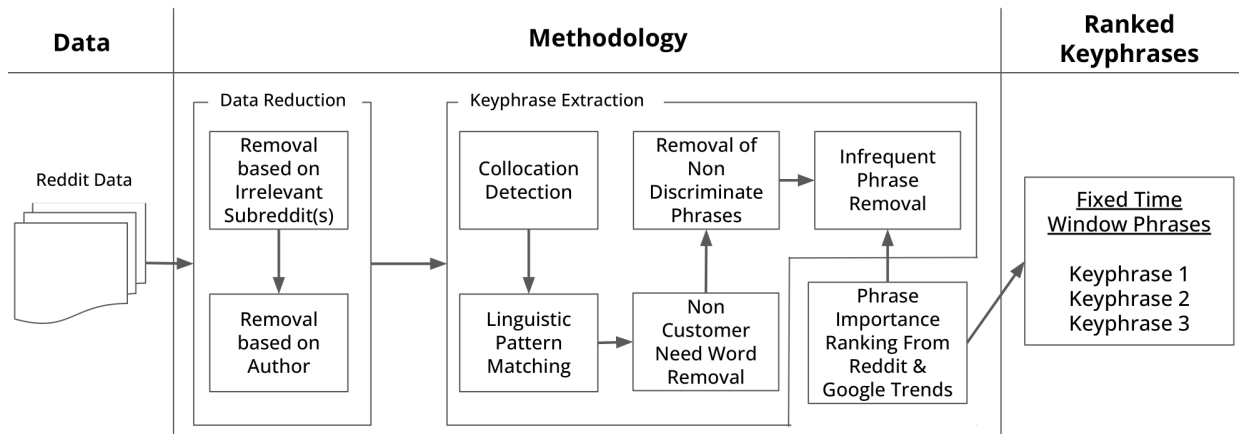 Data
Methodology
Ranked
Keyphrases
Reddit Data
Data Reduction
Removal
based on
Irrelevant
Subreddit(s)
Removal
based on
Author
Keyphrase Extraction
Collocation
Detection
Linguistic
Pattern
Matching
Non
Customer
Need Word
Removal
Removal of
Non
Discriminate
Phrases
Infrequent
Phrase
Removal
Phrase
Importance
Ranking From
Reddit &
Google Trends
Fixed Time
Window Phrases
Keyphrase 1
Keyphrase 2
Keyphrase 3